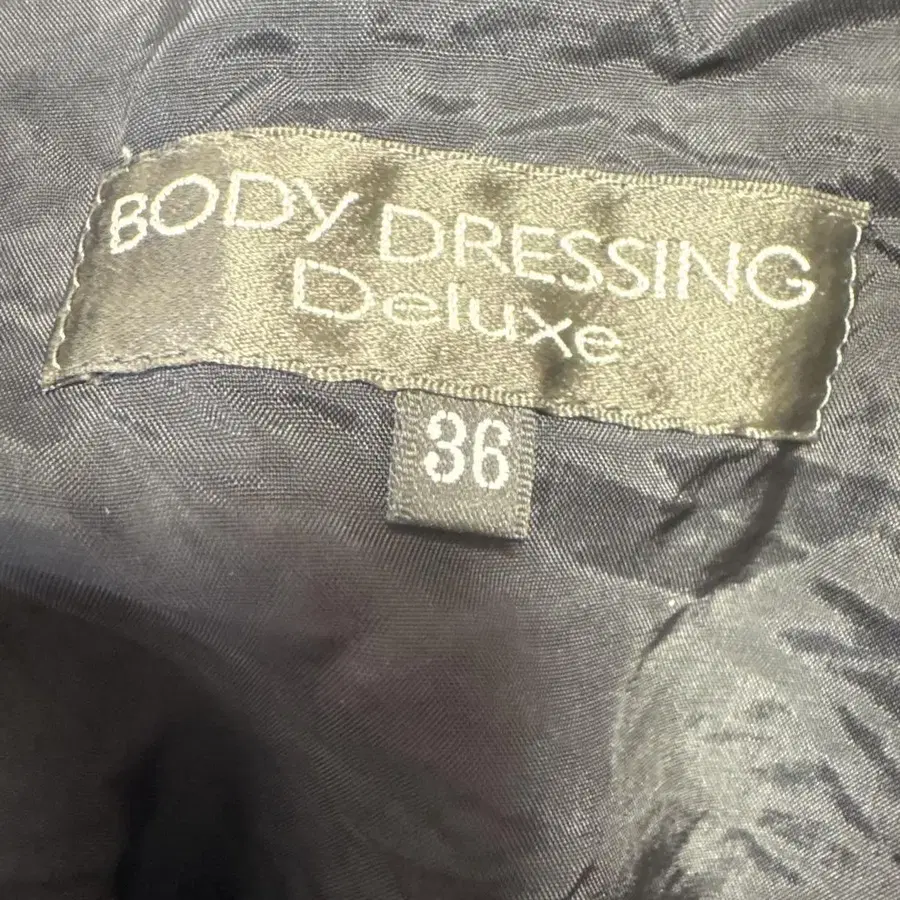 BODY DRESSING
Deluxe
36